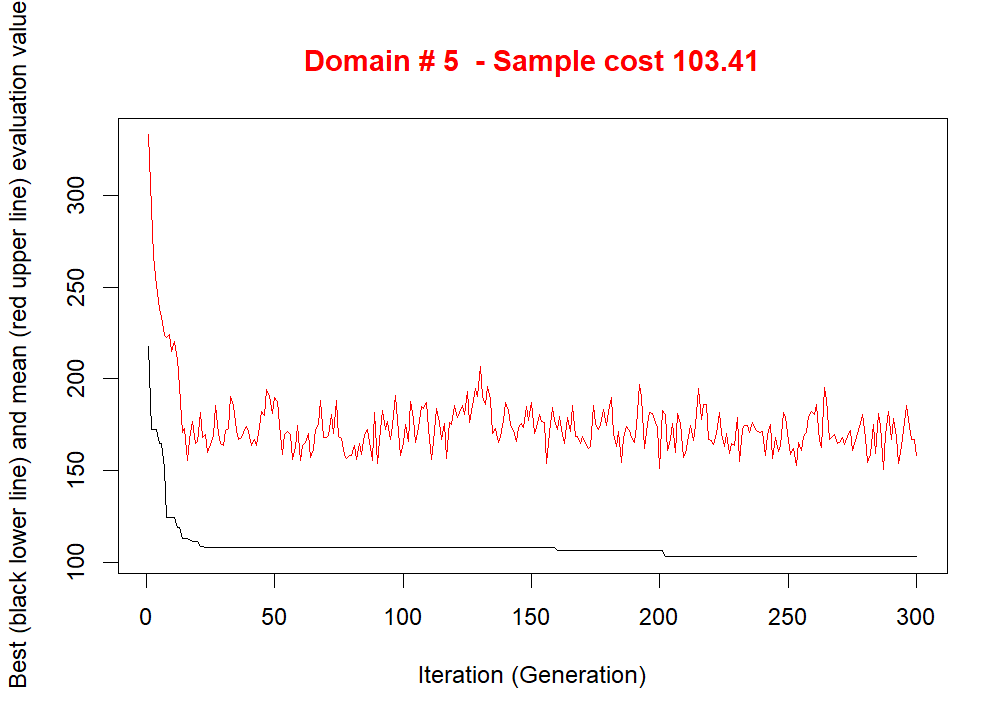 Domain # 5  - Sample cost 103.41
Best (black lower line) and mean (red upper line) evaluation value
300
250
200
150
100
0 50 100 150 200 250 300
Iteration (Generation)